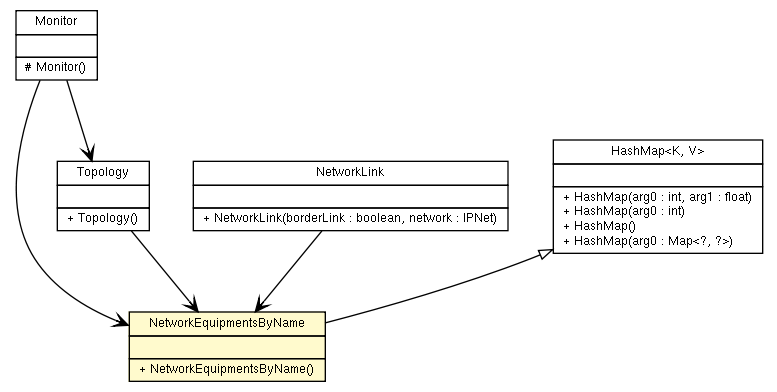 Monitor
# Monitor()
Topology
+ Topology()
NetworkLink
+ NetworkLink(borderLink : boolean, network : IPNet)
HashMap<K, V>
+ HashMap(arg0 : int, arg1 : float)
+ HashMap(arg0 : int)
+ HashMap()
+ HashMap(arg0 : Map<?, ?>)
NetworkEquipmentsByName
+ NetworkEquipmentsByName()